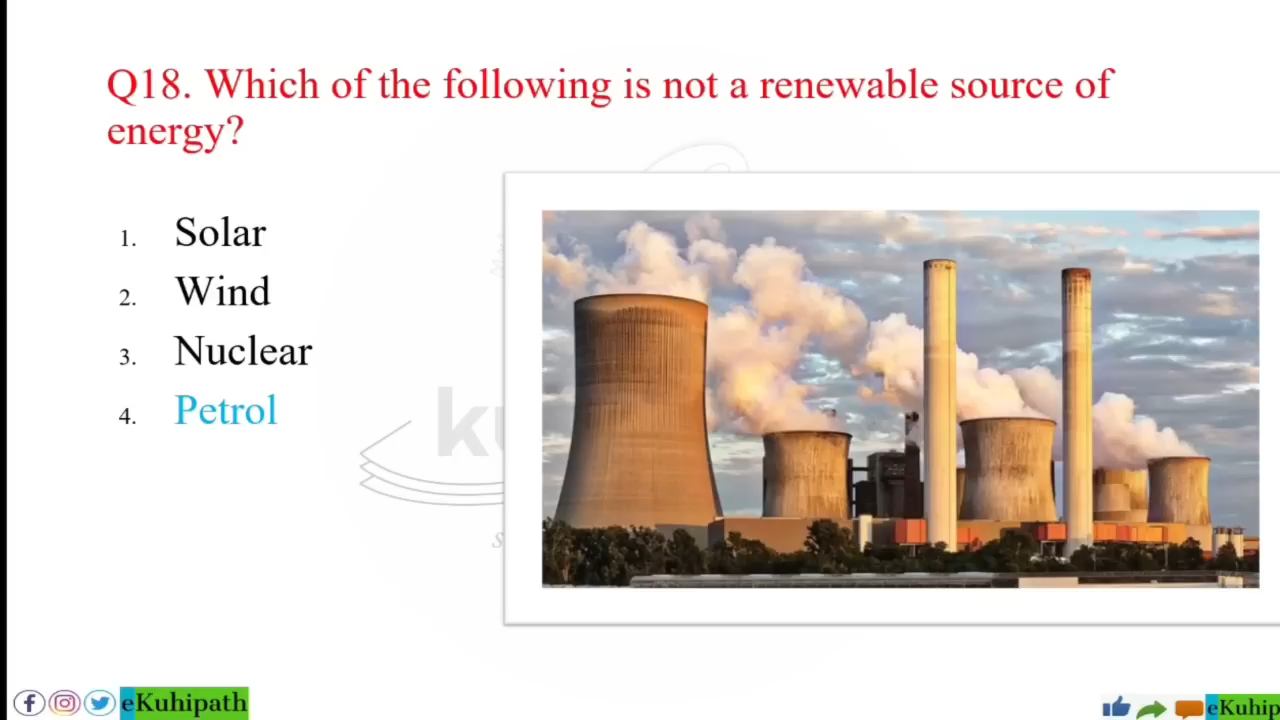 Q18. Which of the following is not a renewable source of
energy?
1. Solar
2. Wind
3. Nuclear
4. Petrol
ku
eKuhipath
eKuhip